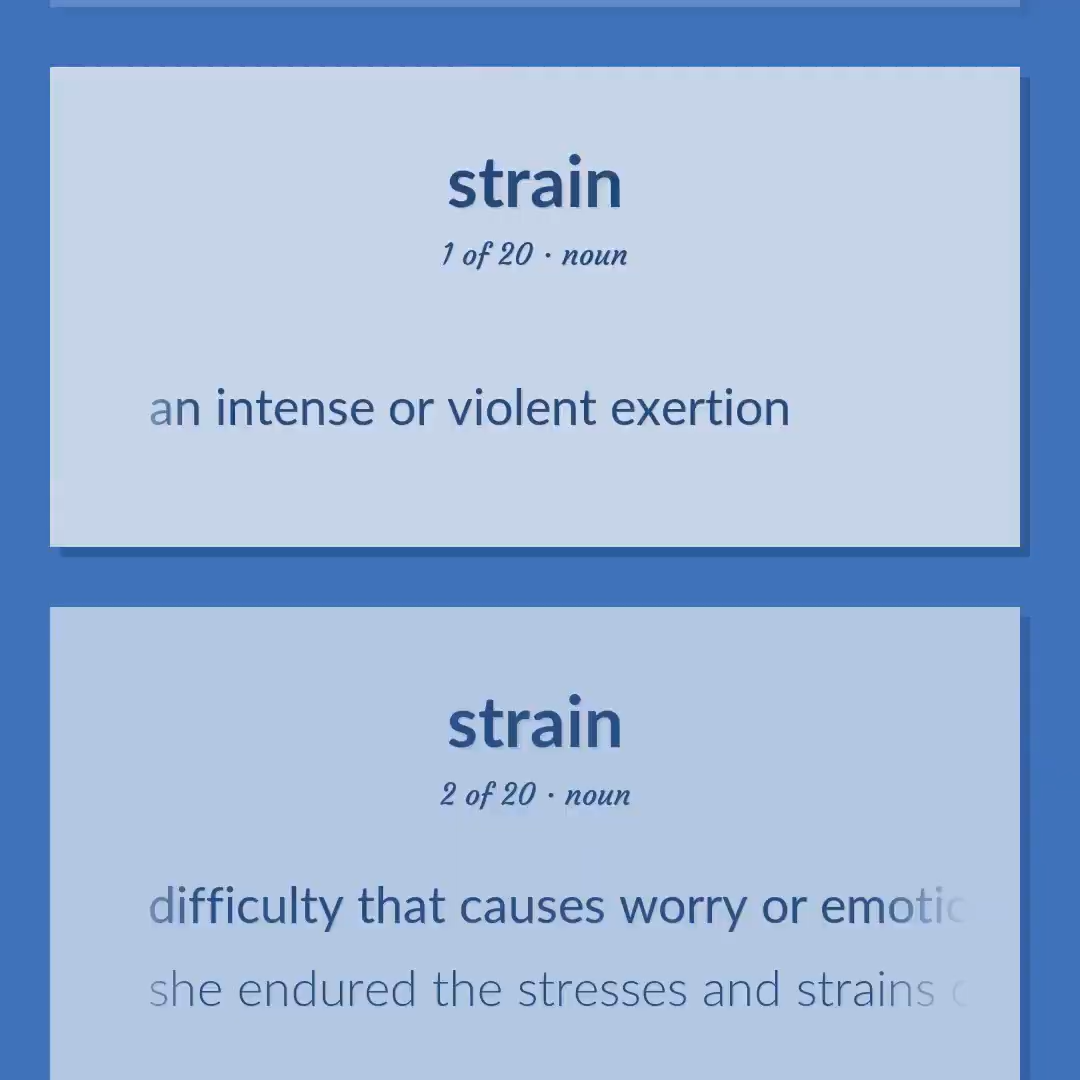 strain
1 of 20 · noun
an intense or violent exertion
strain
2 of 20 · noun
difficulty that causes worry or
she endured the stresses and strains